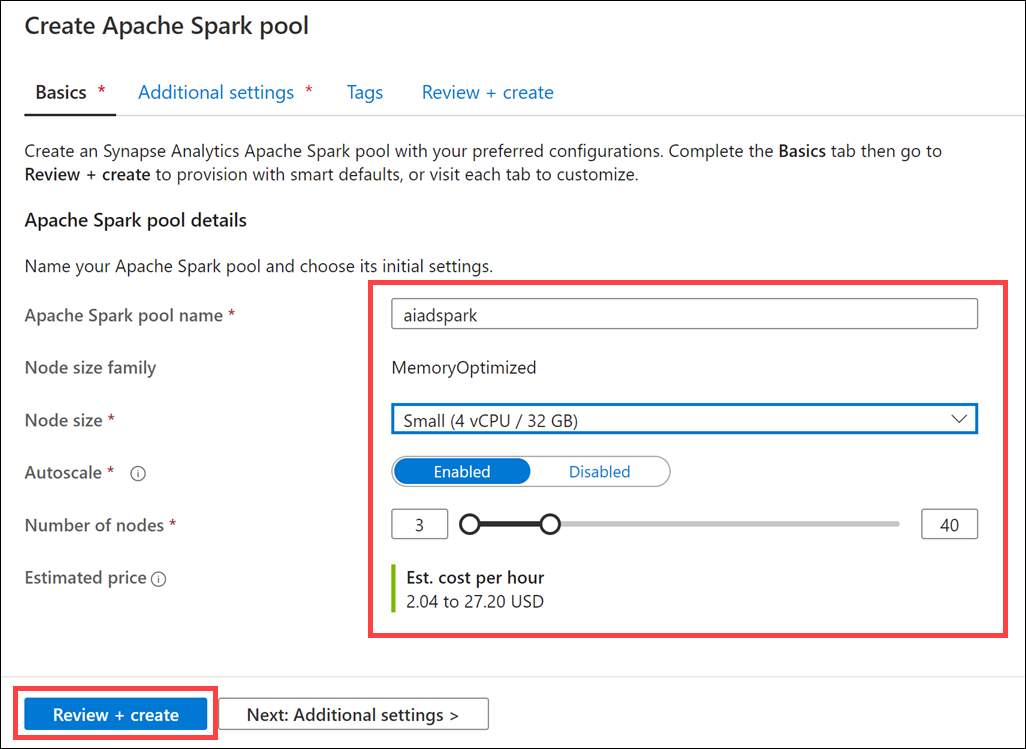 Create Apache Spark pool
Basics *
Additional settings *
Tags
Review + create
Create an Synapse Analytics Apache Spark pool with your preferred configurations. Complete the Basics tab then go to
Review + create to provision with smart defaults, or visit each tab to customize.
Apache Spark pool details
Name your Apache Spark pool and choose its initial settings.
Apache Spark pool name *
aiadspark
Node size family
MemoryOptimized
Node size *
Small (4 vCPU / 32 GB)
Autoscale *
Enabled
Disabled
Number of nodes *
3
40
Estimated price
Est. cost per hour
2.04 to 27.20 USD
Review + create
Next: Additional settings >